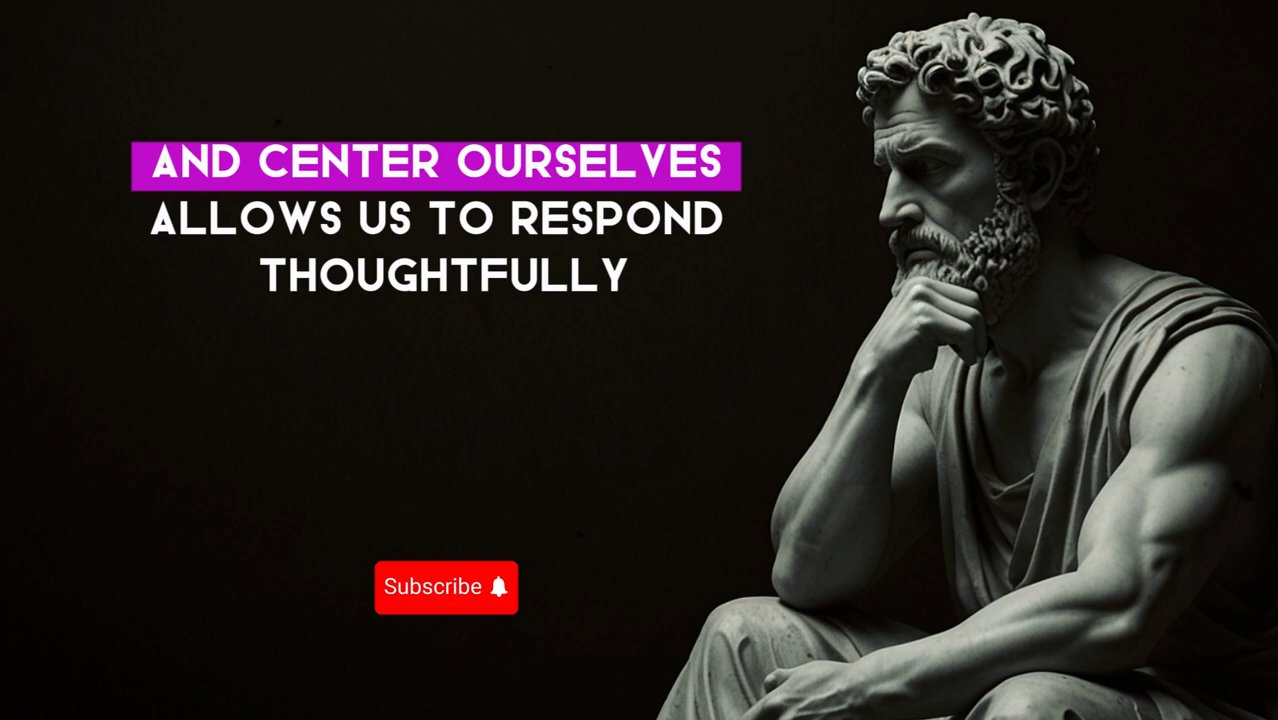 AND CENTER OURSELVES
ALLOWS US TO RESPOND
THOUGHTFULLY
Subscribe